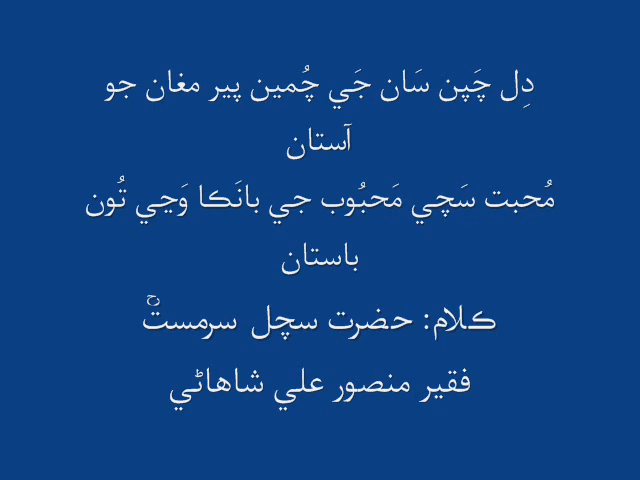 دِل چَپن سَان جَي چُمين پير مغان جو
آستان
مُحبت سَچي مَحبُوب جي بانَڪا وَڃي تُون
باستان
ڪلام: حضرت سچل سرمستؒ
فقير منصور علي شاهاڻي